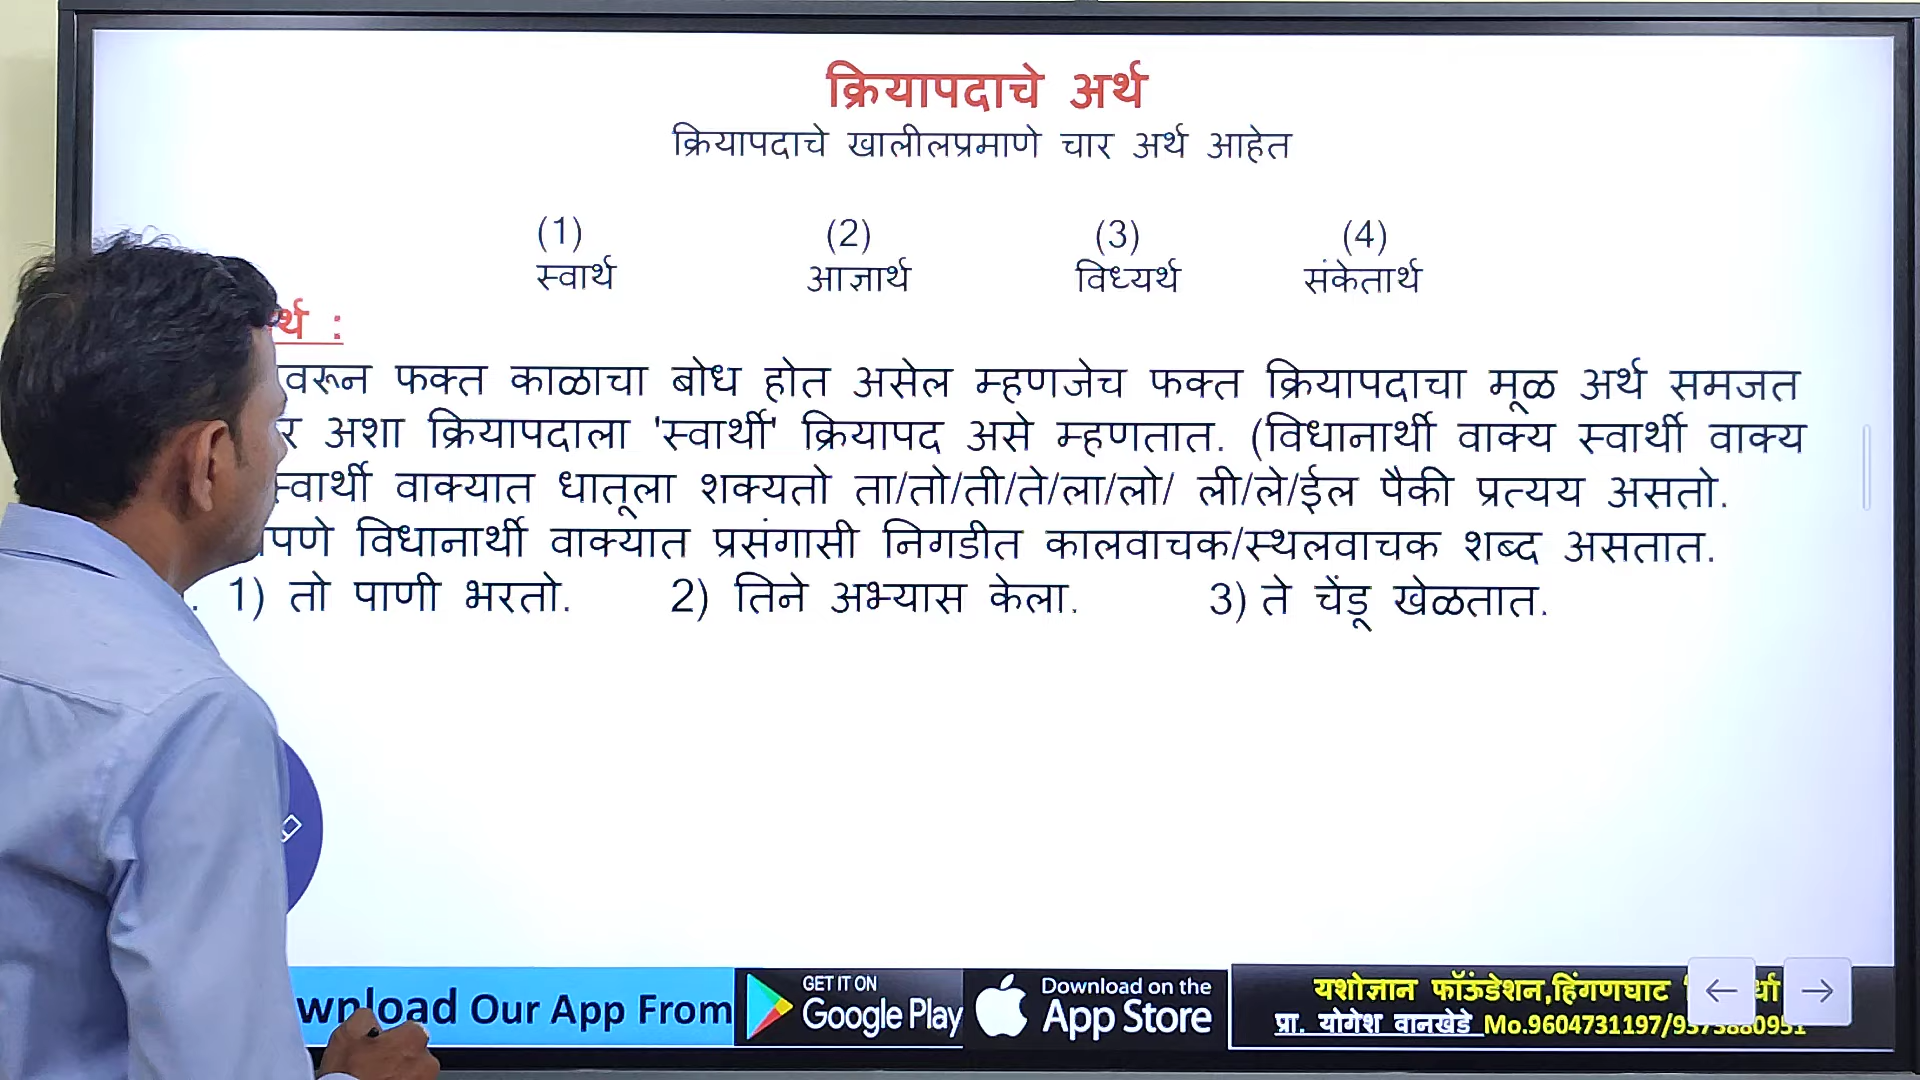 क्रियापदाचे अर्थ
क्रियापदाचे खालीलप्रमाणे चार अर्थ आहेत
(1) (2) (3) (4)
स्वार्थ आज्ञार्थ विध्यर्थ संकेतार्थ
र्थ :
वरून फक्त काळाचा बोध होत असेल म्हणजेच फक्त क्रियापदाचा मूळ अर्थ समजत
र अशा क्रियापदाला 'स्वार्थी' क्रियापद असे म्हणतात. (विधानार्थी वाक्य स्वार्थी वाक्य
स्वार्थी वाक्यात धातूला शक्यतो ता/तो/ती/ते/ला/लो/ ली/ले/ईल पैकी प्रत्यय असतो.
पणे विधानार्थी वाक्यात प्रसंगासी निगडीत कालवाचक/स्थलवाचक शब्द असतात.
. 1) तो पाणी भरतो. 2) तिने अभ्यास केला. 3) ते चेंडू खेळतात.
wnload Our App From
GET IT ON
Google Play
Download on the
App Store
यशोज्ञान फॉऊंडेशन,हिंगणघाट
प्रा. योगेश वानखेडे Mo.9604731197/9373880951